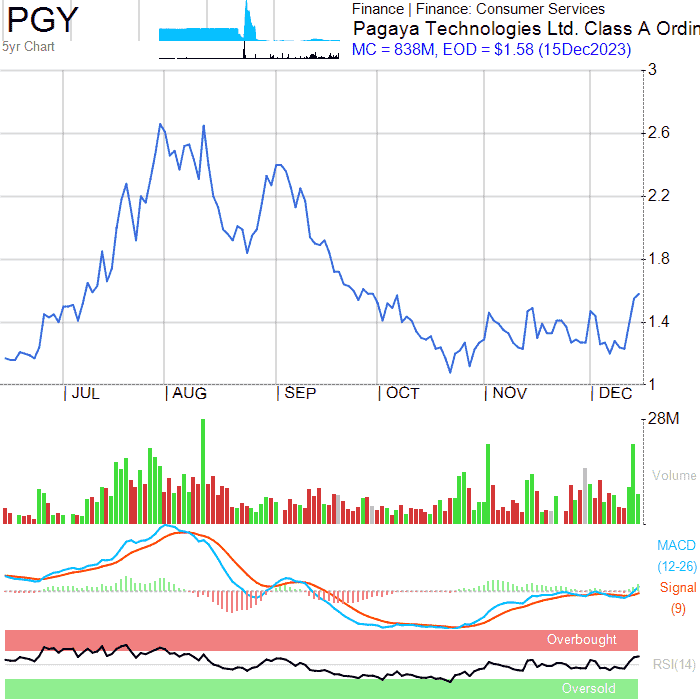 PGY
5yr Chart
Finance | Finance: Consumer Services
Pagaya Technologies Ltd. Class A Ordin
MC = 838M, EOD = $1.58 (15Dec2023)
3
2.6
2.2
1.8
1.4
1
| JUL | AUG | SEP | OCT | NOV | DEC
28M
Volume
MACD
(12-26)
Signal
(9)
Overbought
RSI(14)
Oversold